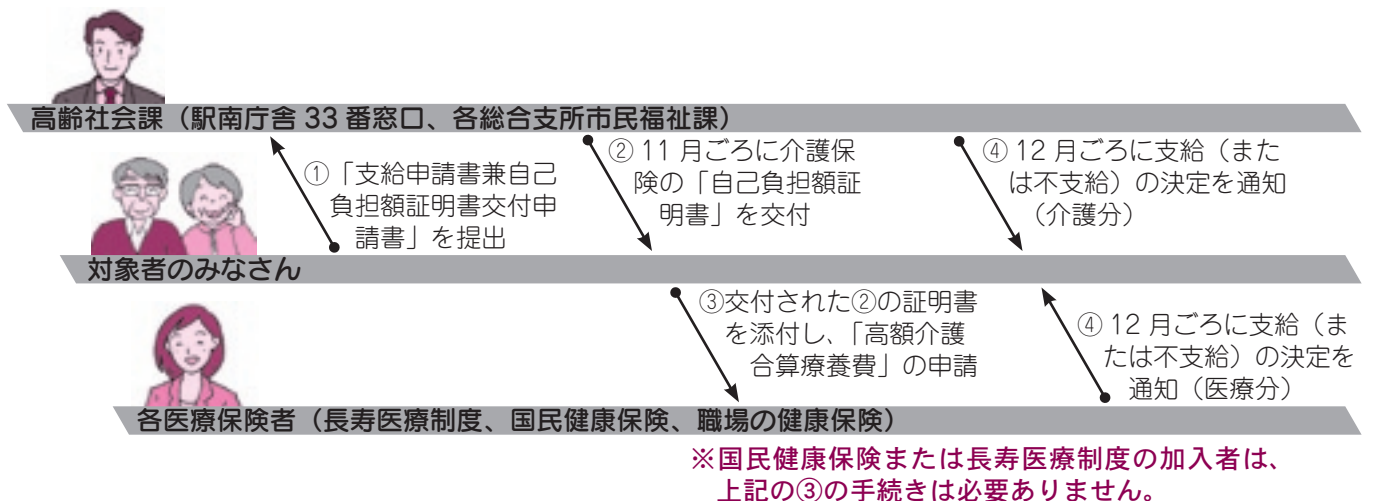 高齢社会課（駅南庁舎 33 番窓口、各総合支所市民福祉課）
①「支給申請書兼自己
負担額証明書交付申
請書」を提出
② 11 月ごろに介護保
険の「自己負担額証
明書」を交付
④ 12 月ごろに支給（また
は不支給）の決定を通知
（介護分）
対象者のみなさん
③交付された②の証明書
を添付し、「高額介護
合算療養費」の申請
④ 12 月ごろに支給（ま
たは不支給）の決定を
通知（医療分）
各医療保険者（長寿医療制度、国民健康保険、職場の健康保険）
※国民健康保険または長寿医療制度の加入者は、
上記の③の手続きは必要ありません。